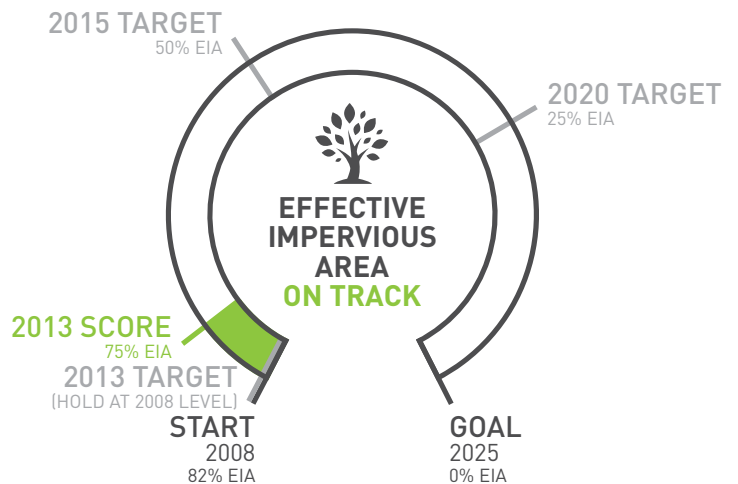 2015 TARGET
50% EIA
2020 TARGET
25% EIA
EFFECTIVE
IMPERVIOUS
AREA
ON TRACK
2013 SCORE
75% EIA
2013 TARGET
(HOLD AT 2008 LEVEL)
START
2008
82% EIA
GOAL
2025
0% EIA